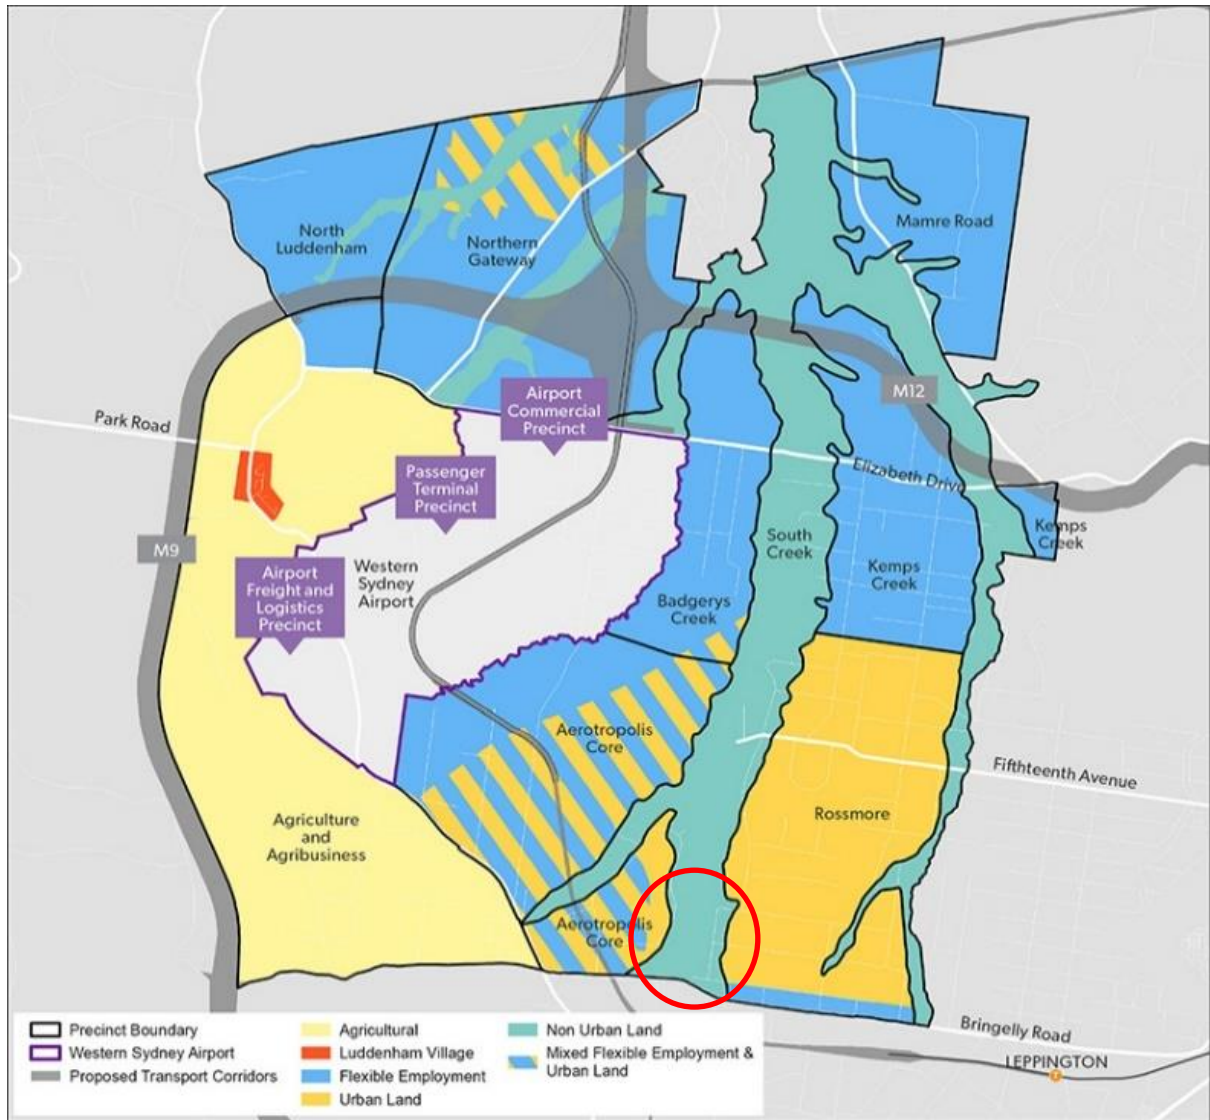 North
Luddenham
Northern
Gateway
Mamre Road
Airport
Commercial
Precinct
M12
Park Road
Passenger
Terminal
Precinct
Elizabeth Drive
M9
Airport
Freight and
Logistics
Precinct
Western
Sydney
Airport
South
Creek
Kemps
Creek
Kemps
Creek
Badgerys
Creek
Aerotropolis
Core
Fifthteenth Avenue
Rossmore
Agriculture
and
Agribusiness
Aerotropolis
Core
Bringelly Road
LEPPINGTON
Precinct Boundary
Western Sydney Airport
Proposed Transport Corridors
Agricultural
Luddenham Village
Flexible Employment
Urban Land
Non Urban Land
Mixed Flexible Employment &
Urban Land